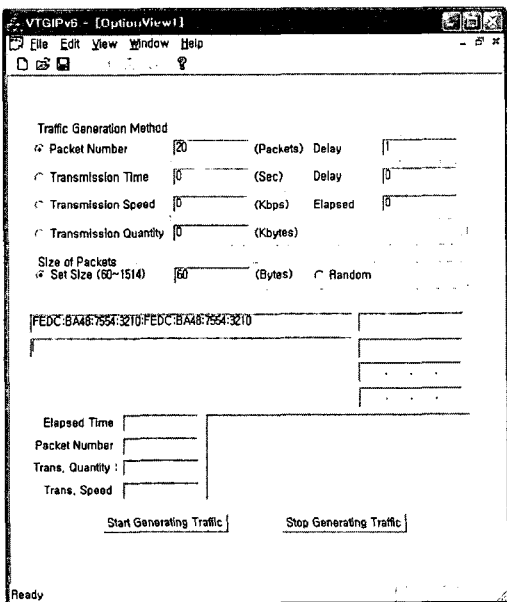 VTGIPv6 - [OptionView1]
File Edit View Window Help
Traffic Generation Method
Packet Number 20 (Packets) Delay 1
Transmission Time 0 (Sec) Delay 0
Transmission Speed 0 (Kbps) Elapsed 0
Transmission Quantity 0 (Kbytes)
Size of Packets
Set Size (60~1514) 60 (Bytes) Random
FEDC:BA48:7554:3210:FEDC:BA48:7554:3210
Elapsed Time
Packet Number
Trans, Quantity :
Trans, Speed
Start Generating Traffic Stop Generating Traffic
Ready